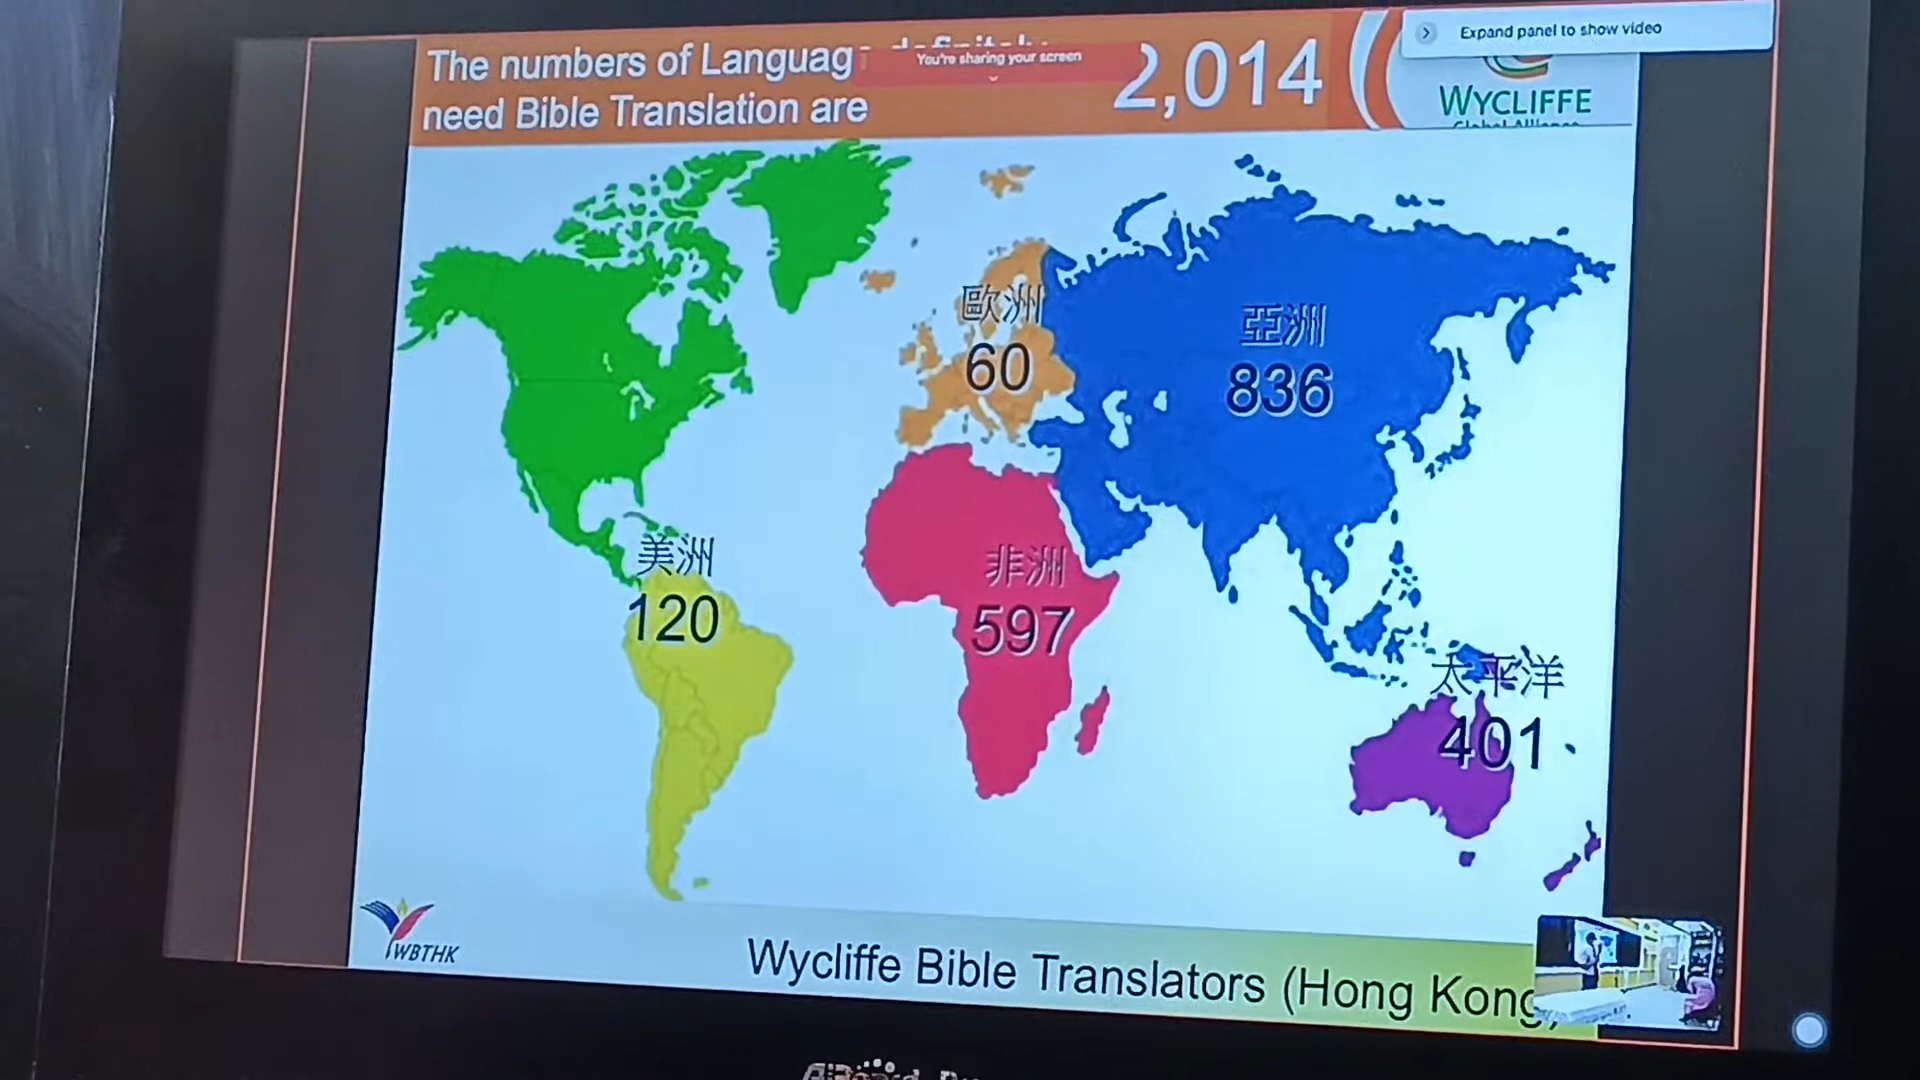 The numbers of Languag
need Bible Translation are
You're sharing your screen
2,014
Expand panel to show video
WYCLIFFE
Global Alliance
歐洲
60
亞洲
836
美洲
120
非洲
597
太平洋
401
WBTHK
Wycliffe Bible Translators (Hong Kong)